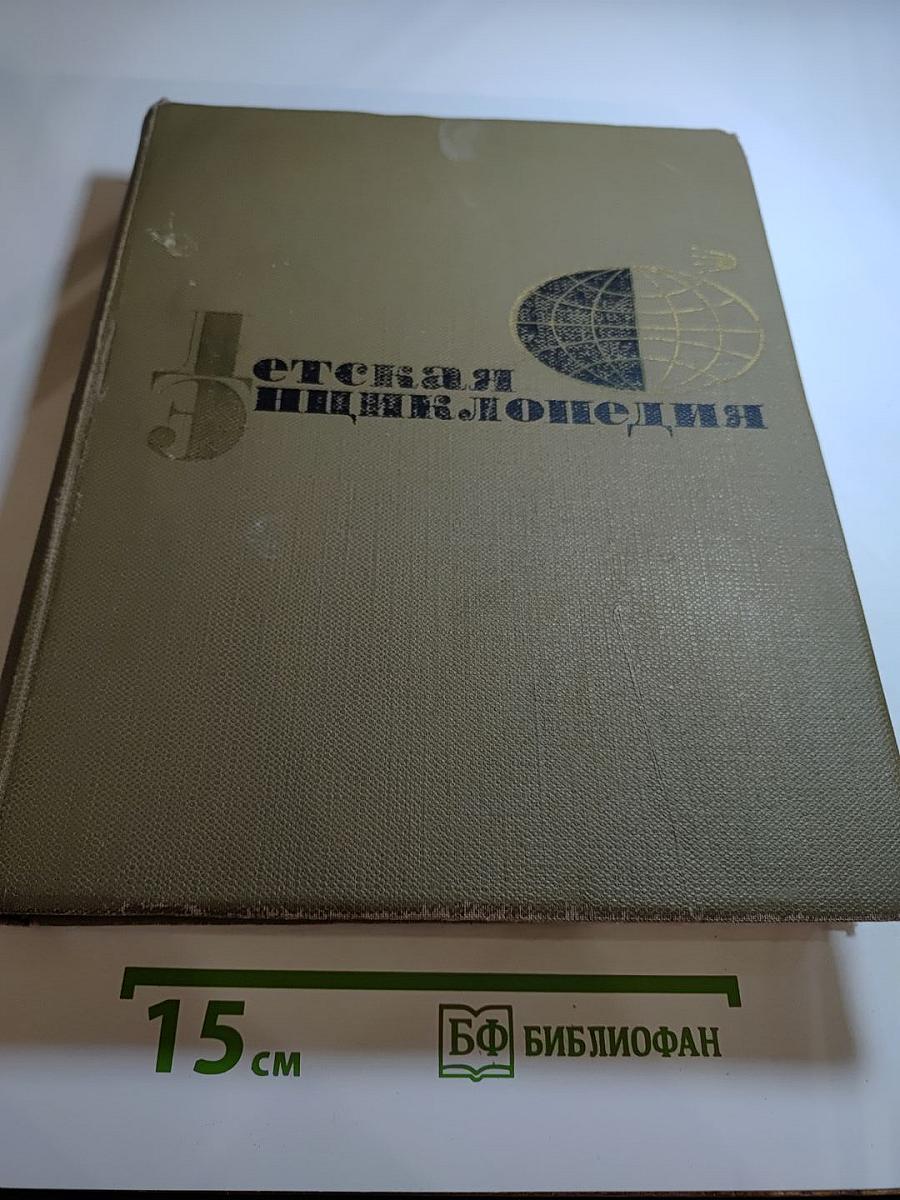 Детская
Энциклопедия
15 см
БФ БИБЛИОФАН